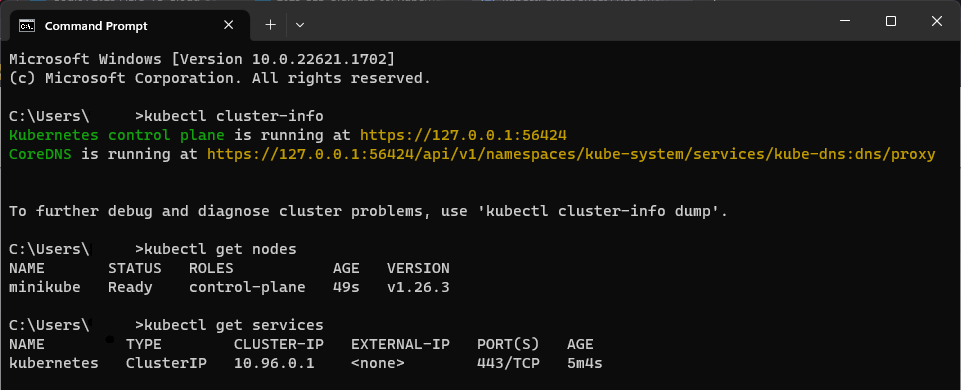 Command Prompt
Microsoft Windows [Version 10.0.22621.1702]
(c) Microsoft Corporation. All rights reserved.
C:\Users\     >kubectl cluster-info
Kubernetes control plane is running at https://127.0.0.1:56424
CoreDNS is running at https://127.0.0.1:56424/api/v1/namespaces/kube-system/services/kube-dns:dns/proxy
To further debug and diagnose cluster problems, use 'kubectl cluster-info dump'.
C:\Users\     >kubectl get nodes
NAME       STATUS   ROLES           AGE   VERSION
minikube   Ready    control-plane   49s   v1.26.3
C:\Users\     >kubectl get services
NAME         TYPE        CLUSTER-IP   EXTERNAL-IP   PORT(S)   AGE
kubernetes   ClusterIP   10.96.0.1    <none>        443/TCP   5m4s